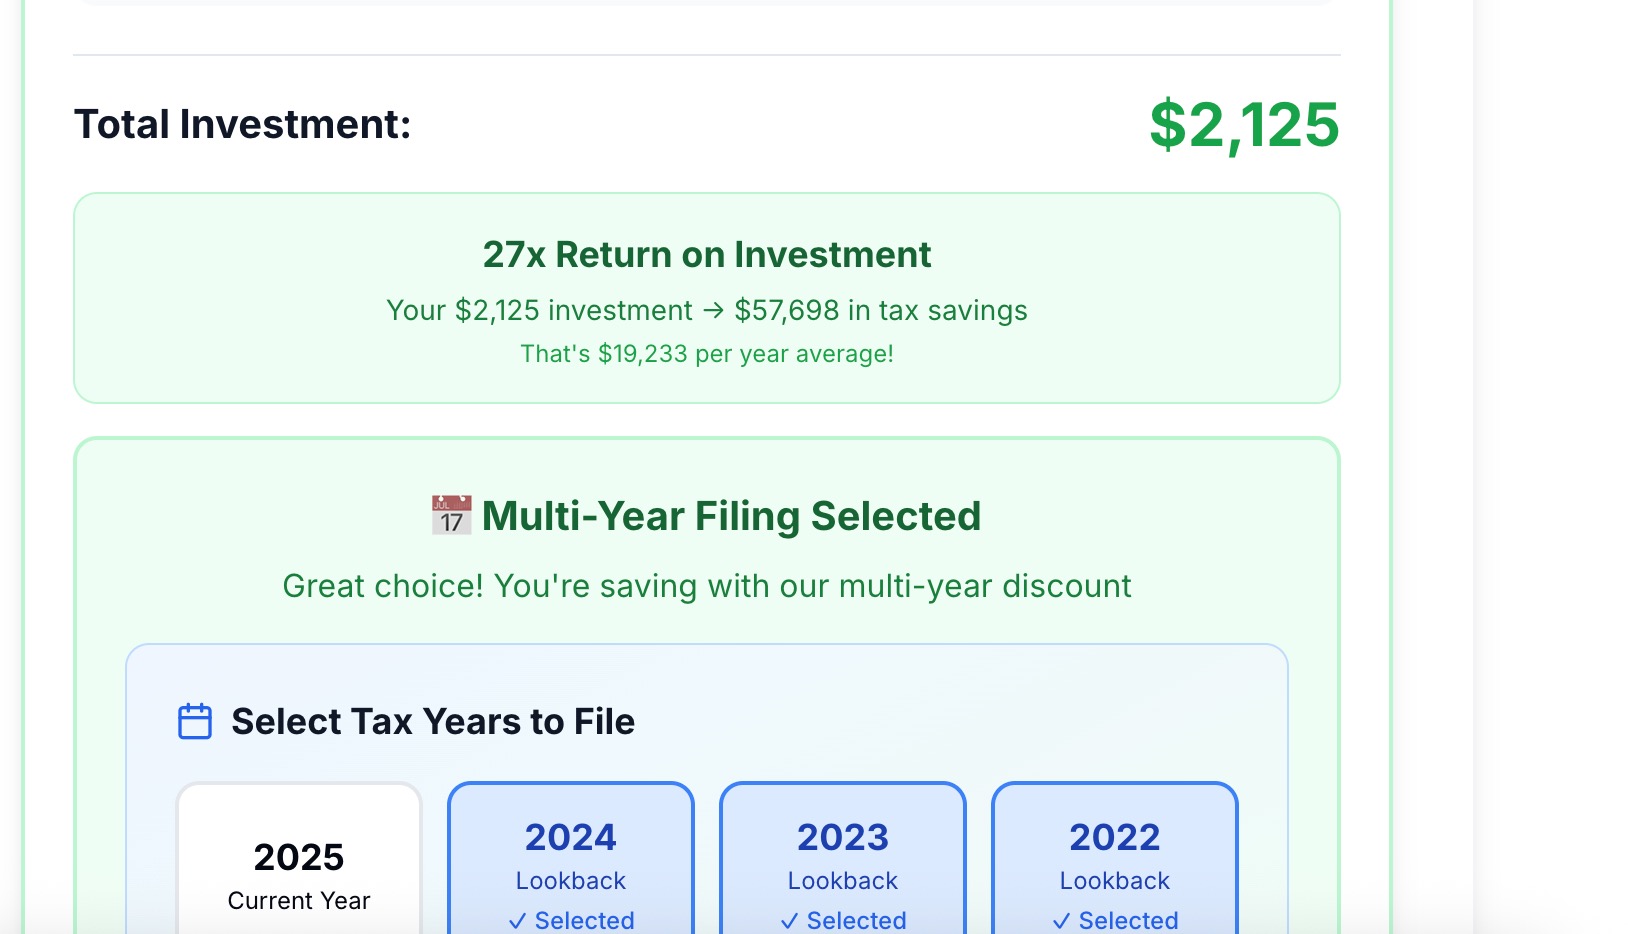 Total Investment:
$2,125
27x Return on Investment
Your $2,125 investment → $57,698 in tax savings
That's $19,233 per year average!
JUL
17
Multi-Year Filing Selected
Great choice! You're saving with our multi-year discount
Select Tax Years to File
2025
Current Year
2024
Lookback
✓ Selected
2023
Lookback
✓ Selected
2022
Lookback
✓ Selected